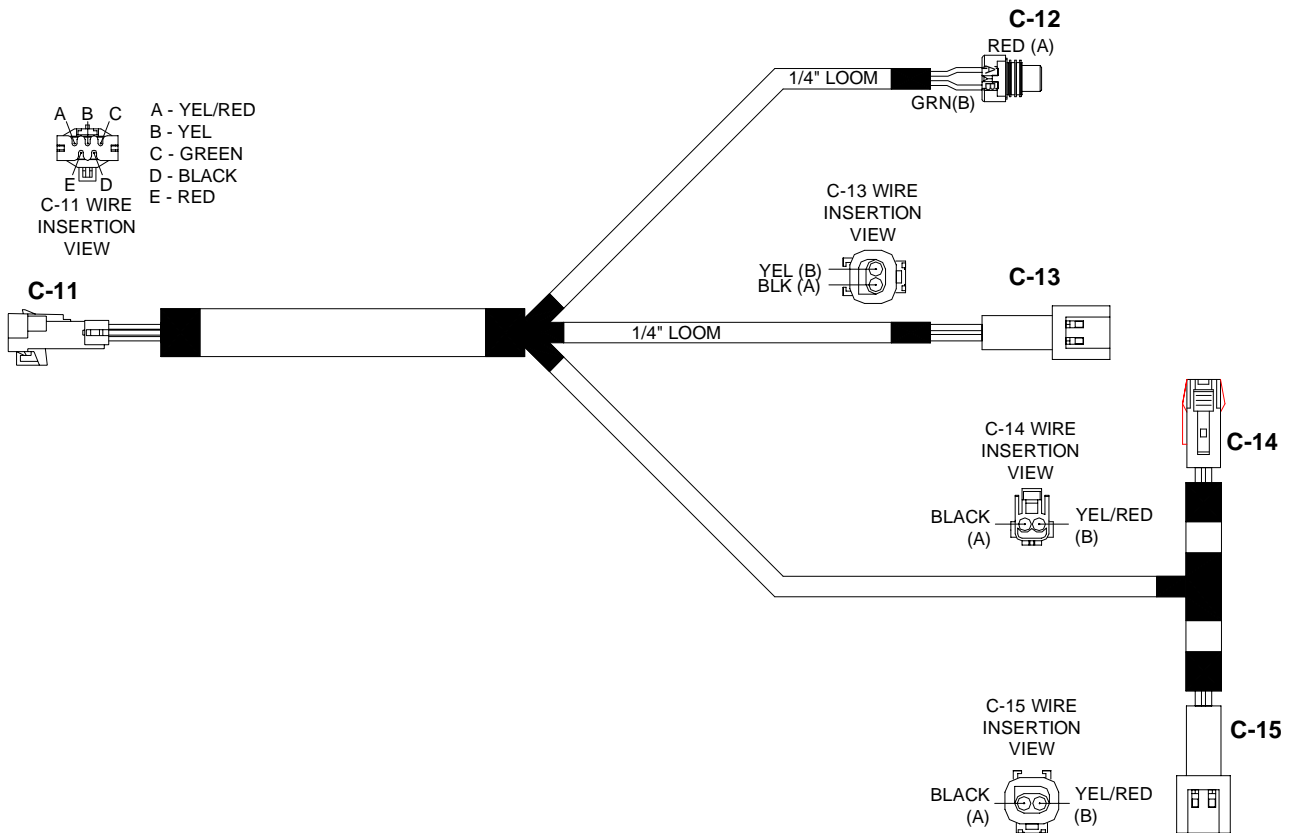 C-12
RED (A)
1/4" LOOM
GRN(B)
A B C
E D
C-11 WIRE
INSERTION
VIEW
A - YEL/RED
B - YEL
C - GREEN
D - BLACK
E - RED
C-13 WIRE
INSERTION
VIEW
YEL (B)
BLK (A)
C-11
C-13
1/4" LOOM
C-14 WIRE
INSERTION
VIEW
C-14
BLACK
(A)
YEL/RED
(B)
C-15 WIRE
INSERTION
VIEW
C-15
BLACK
(A)
YEL/RED
(B)